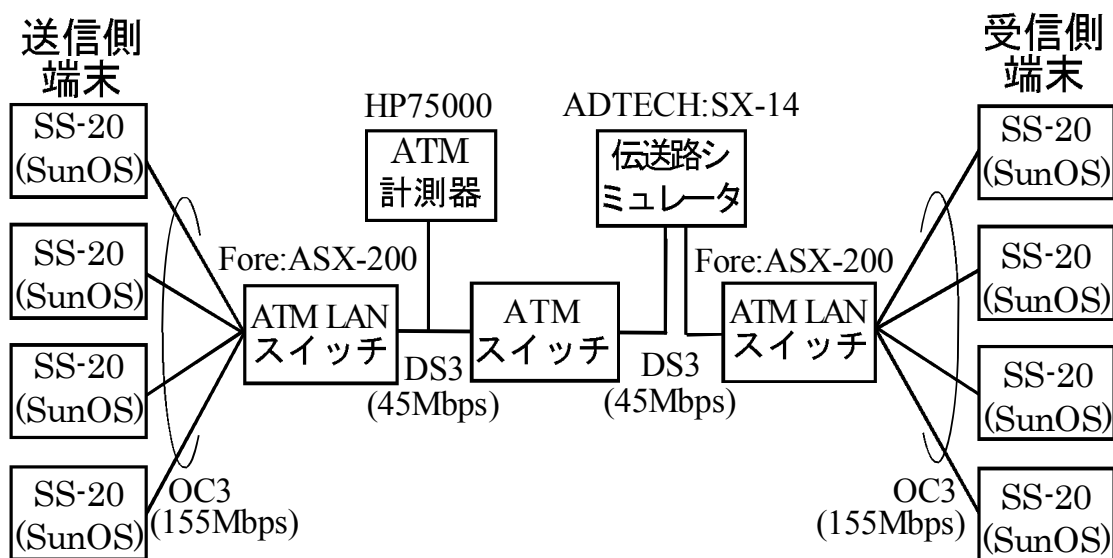 送信側
端末
SS-20
(SunOS)
SS-20
(SunOS)
SS-20
(SunOS)
SS-20
(SunOS)
OC3
(155Mbps)
Fore:ASX-200
ATM LAN
スイッチ
HP75000
ATM
計測器
DS3
(45Mbps)
ATM
スイッチ
ADTECH:SX-14
伝送路シ
ミュレータ
DS3
(45Mbps)
Fore:ASX-200
ATM LAN
スイッチ
OC3
(155Mbps)
受信側
端末
SS-20
(SunOS)
SS-20
(SunOS)
SS-20
(SunOS)
SS-20
(SunOS)